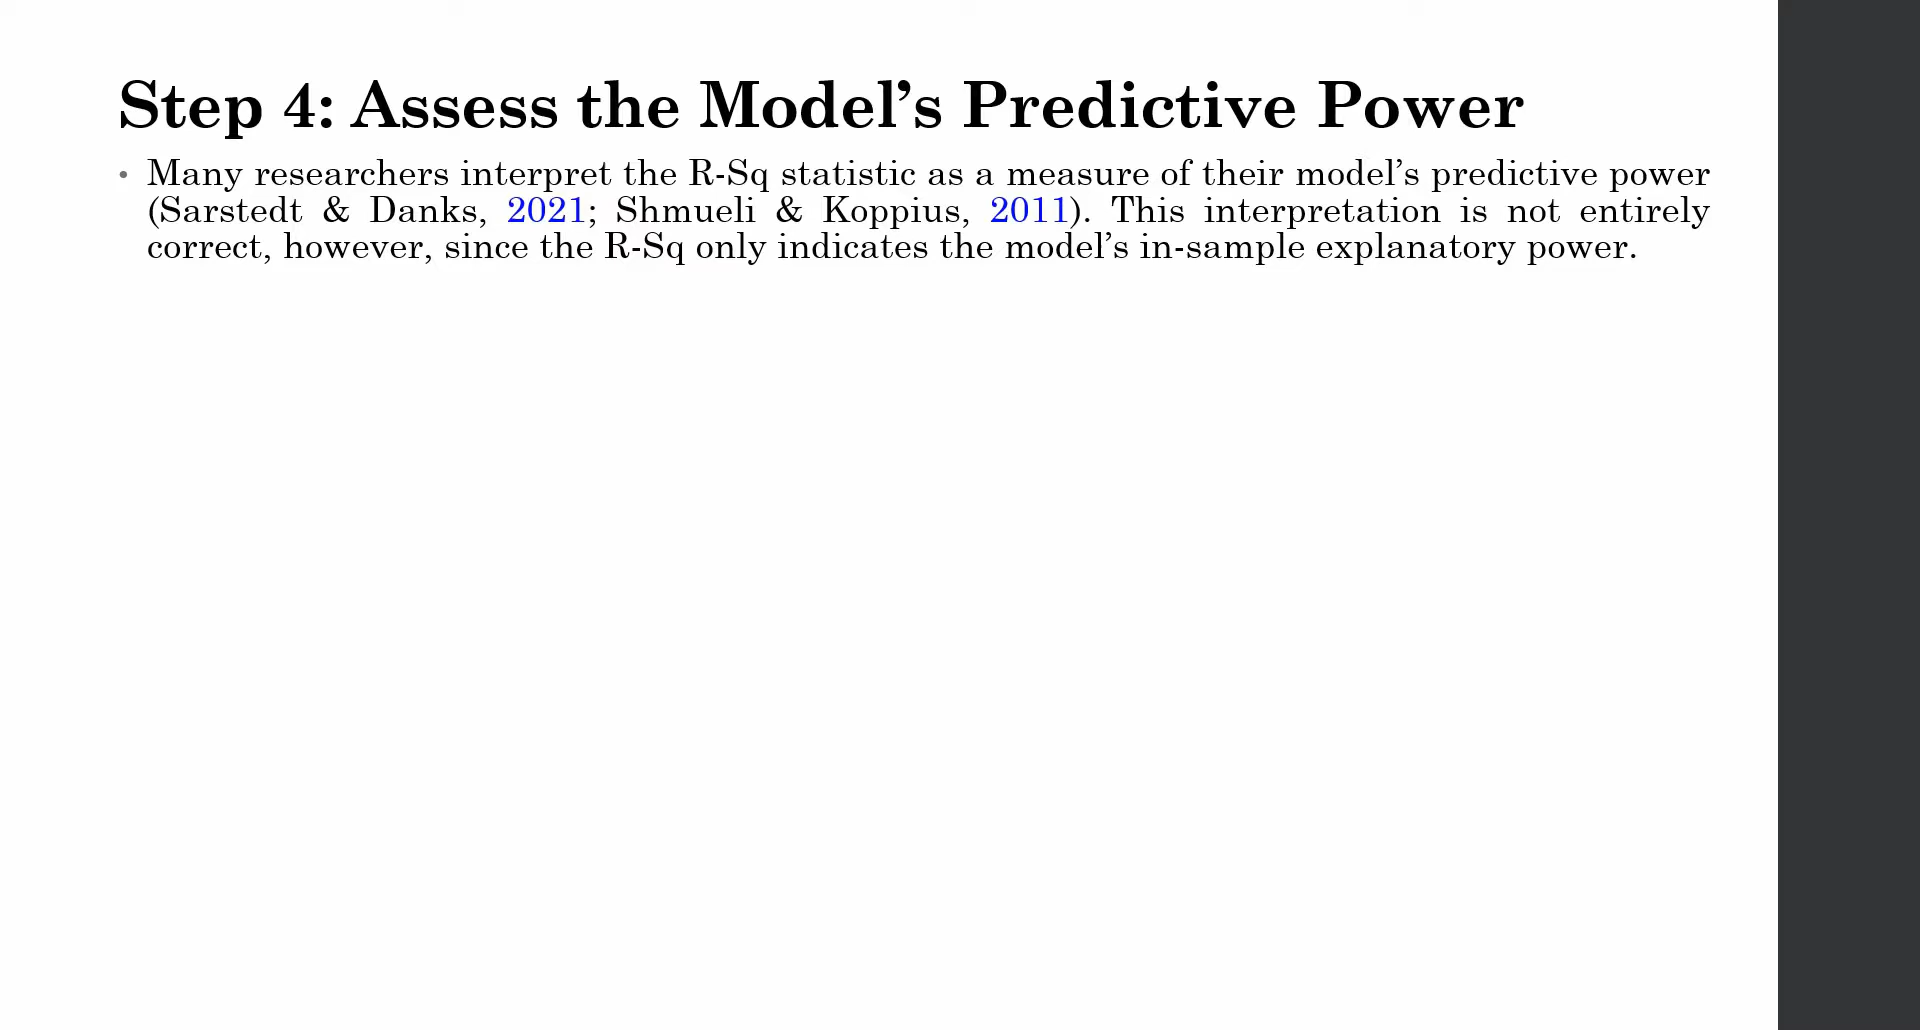 Step 4: Assess the Model’s Predictive Power
• Many researchers interpret the R-Sq statistic as a measure of their model’s predictive power
(Sarstedt & Danks, 2021; Shmueli & Koppius, 2011). This interpretation is not entirely
correct, however, since the R-Sq only indicates the model’s in-sample explanatory power.